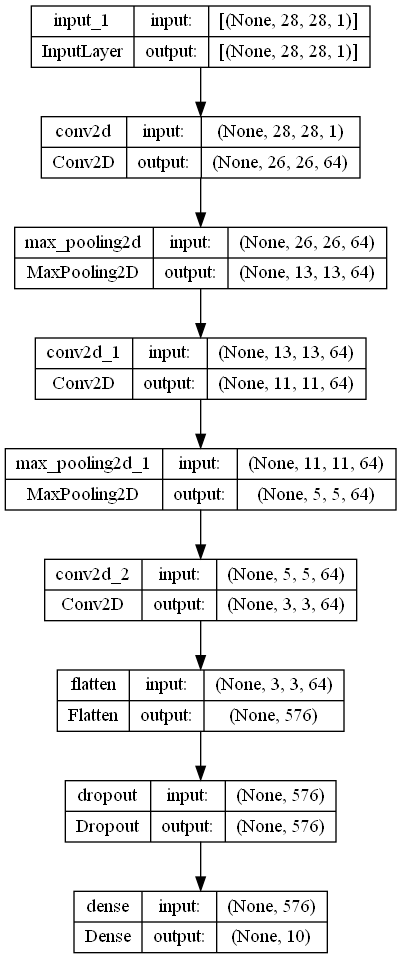 input_1 input: [(None, 28, 28, 1)]
InputLayer output: [(None, 28, 28, 1)]
conv2d input: (None, 28, 28, 1)
Conv2D output: (None, 26, 26, 64)
max_pooling2d input: (None, 26, 26, 64)
MaxPooling2D output: (None, 13, 13, 64)
conv2d_1 input: (None, 13, 13, 64)
Conv2D output: (None, 11, 11, 64)
max_pooling2d_1 input: (None, 11, 11, 64)
MaxPooling2D output: (None, 5, 5, 64)
conv2d_2 input: (None, 5, 5, 64)
Conv2D output: (None, 3, 3, 64)
flatten input: (None, 3, 3, 64)
Flatten output: (None, 576)
dropout input: (None, 576)
Dropout output: (None, 576)
dense input: (None, 576)
Dense output: (None, 10)